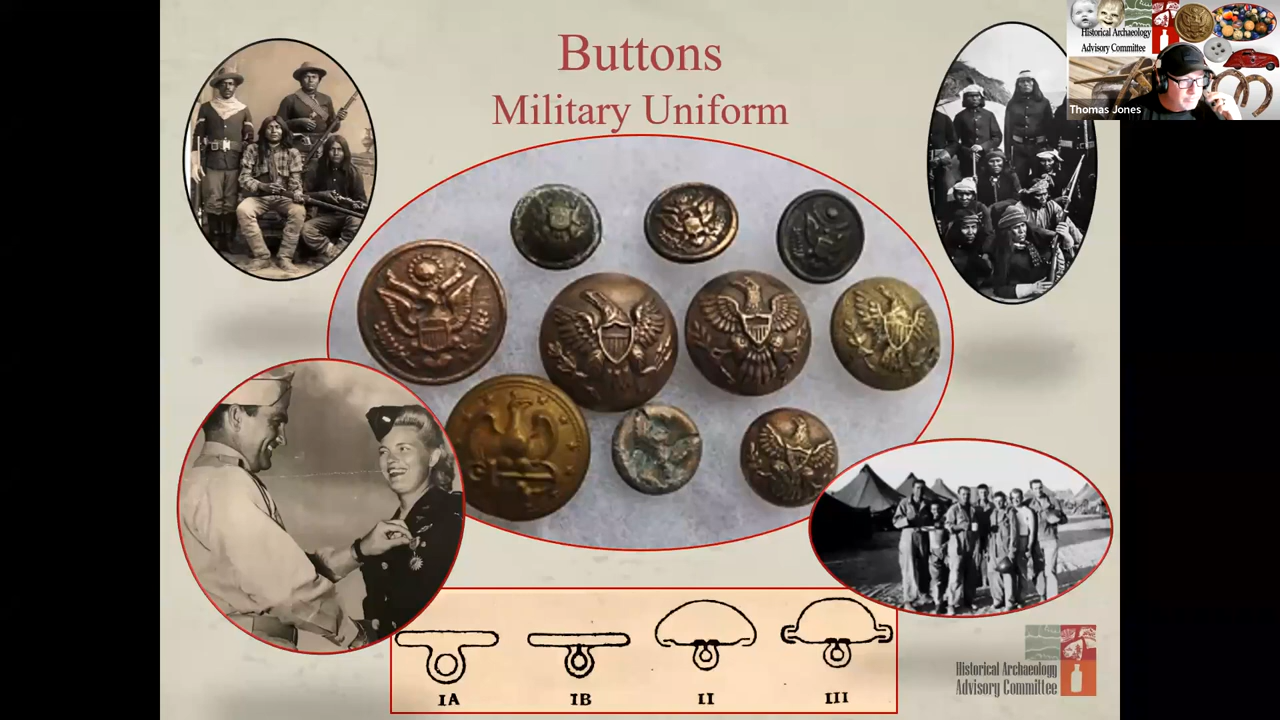 Buttons
Military Uniform
Historical Archaeology
Advisory Committee
Thomas Jones
IA
IB
II
III
Historical Archaeology
Advisory Committee